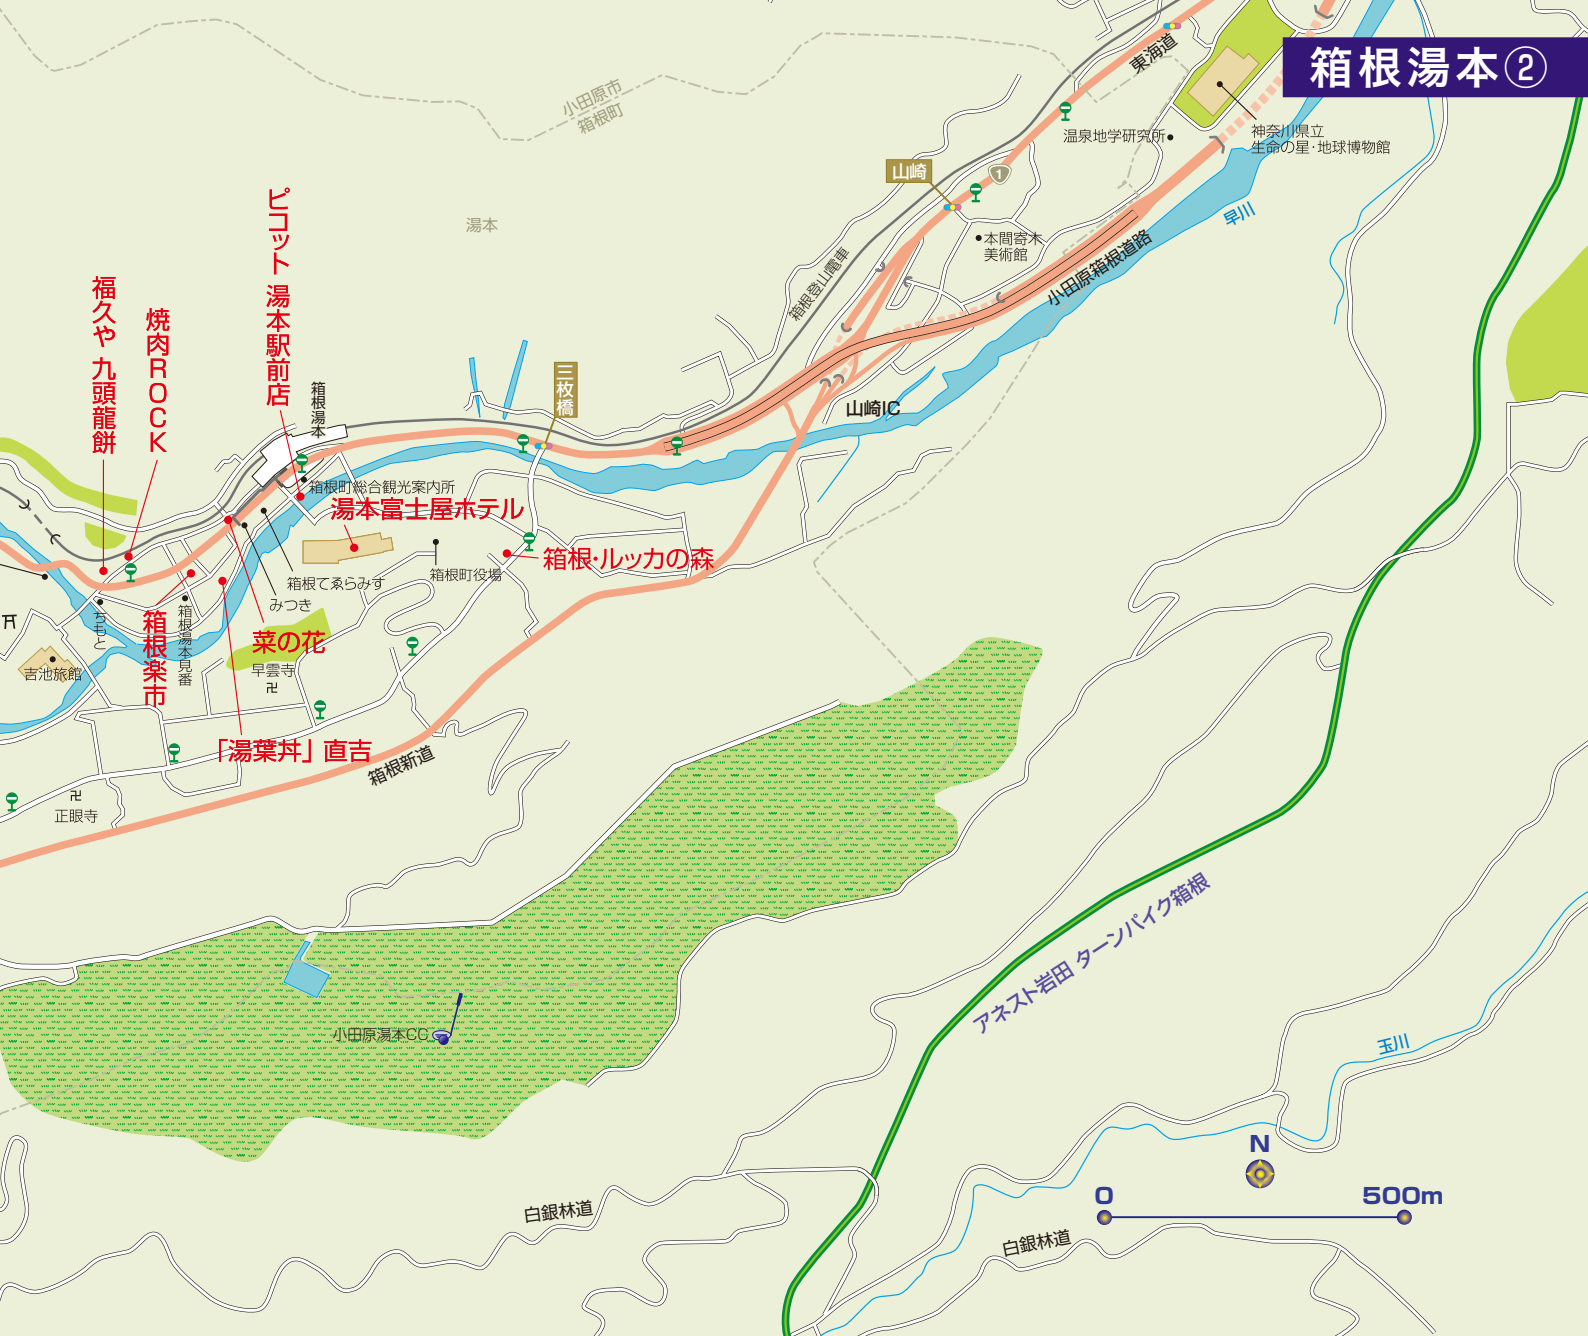 箱根湯本②
東海道
小田原市
箱根町
温泉地学研究所
神奈川県立
生命の星・地球博物館
山崎
1
湯本
早川
本間寄木
美術館
小田原箱根道路
箱根登山電車
ピコット 湯本駅前店
福久や 九頭龍餅
焼肉ROCK
箱根湯本
三枚橋
山崎IC
箱根町総合観光案内所
湯本富士屋ホテル
箱根・ルッカの森
箱根町役場
箱根てゑらみす
みつき
ちもと
箱根楽市
箱根湯本見番
菜の花
早雲寺
卍
吉池旅館
「湯葉丼」直吉
箱根新道
卍
正眼寺
アネスト岩田 ターンパイク箱根
小田原湯本CC
玉川
N
0
500m
白銀林道
白銀林道